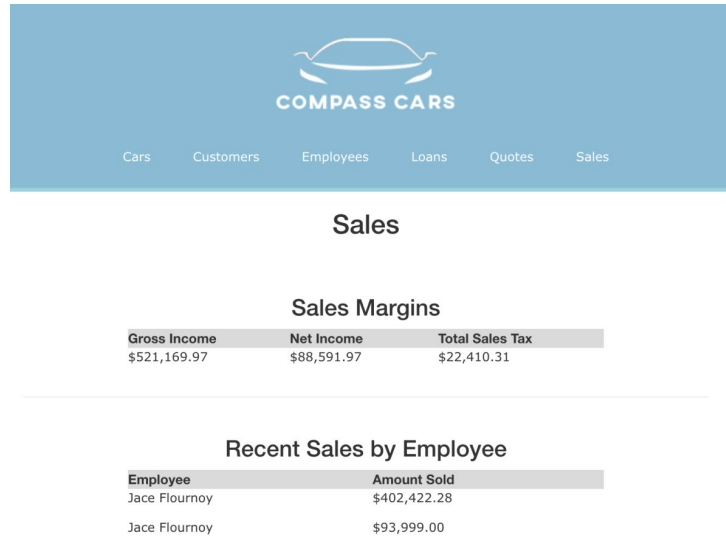 COMPASS CARS
Cars Customers Employees Loans Quotes Sales
Sales
Sales Margins
Gross Income Net Income Total Sales Tax
$521,169.97 $88,591.97 $22,410.31
Recent Sales by Employee
Employee Amount Sold
Jace Flournoy $402,422.28
Jace Flournoy $93,999.00